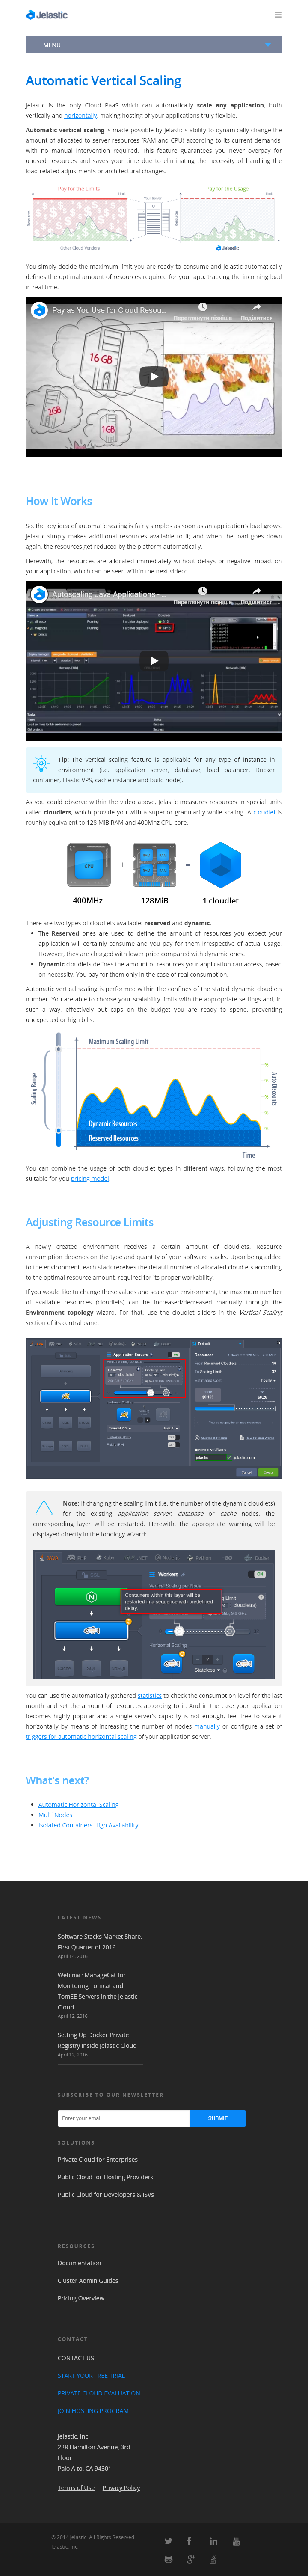 Jelastic
MENU
Automatic Vertical Scaling
Jelastic is the only Cloud PaaS which can automatically scale any application, both
vertically and horizontally, making hosting of your applications truly flexible.
Automatic vertical scaling is made possible by Jelastic's ability to dynamically change the
amount of allocated to server resources (RAM and CPU) according to its current demands,
with no manual intervention required. This feature guarantees you never overpay for
unused resources and saves your time due to eliminating the necessity of handling the
load-related adjustments or architectural changes.
Pay for the Limits
Pay for the Usage
Limit
Limit
Other Cloud Vendors
Jelastic
You simply decide the maximum limit you are ready to consume and Jelastic automatically
defines the optimal amount of resources required for your app, tracking the incoming load
in real time.
Pay as You Use for Cloud Resou...
Переглянути пізніше
Поділитися
16 GB
2GB
1GB
How It Works
So, the key idea of automatic scaling is fairly simple - as soon as an application's load grows,
Jelastic simply makes additional resources available to it; and when the load goes down
again, the resources get reduced by the platform automatically.
Herewith, the resources are allocated immediately without delays or negative impact on
your application, which can be seen within the next video:
Autoscaling Java Applications -
Переглянути пізніше
Поділитися
Tip: The vertical scaling feature is applicable for any type of instance in
environment (i.e. application server, database, load balancer, Docker
container, Elastic VPS, cache instance and build node).
As you could observe within the video above, Jelastic measures resources in special units
called cloudlets, which provide you with a superior granularity while scaling. A cloudlet is
roughly equivalent to 128 MiB RAM and 400Mhz CPU core.
CPU
+
=
400MHz
128MiB
1 cloudlet
There are two types of cloudlets available: reserved and dynamic.
The Reserved ones are used to define the amount of resources you expect your
application will certainly consume and you pay for them irrespective of actual usage.
However, they are charged with lower price compared with dynamic ones.
Dynamic cloudlets defines the amount of resources your application can access, based
on necessity. You pay for them only in the case of real consumption.
Automatic vertical scaling is performed within the confines of the stated dynamic cloudlets
number. You are able to choose your scalability limits with the appropriate settings and, in
such a way, effectively put caps on the budget you are ready to spend, preventing
unexpected or high bills.
Maximum Scaling Limit
Scaling Range
Auto Discounts
Dynamic Resources
Reserved Resources
Time
You can combine the usage of both cloudlet types in different ways, following the most
suitable for you pricing model.
Adjusting Resource Limits
A newly created environment receives a certain amount of cloudlets. Resource
consumption depends on the type and quantity of your software stacks. Upon being added
to the environment, each stack receives the default number of allocated cloudlets according
to the optimal resource amount, required for its proper workability.
If you would like to change these values and scale your environment, the maximum number
of available resources (cloudlets) can be increased/decreased manually through the
Environment topology wizard. For that, use the cloudlet sliders in the Vertical Scaling
section of its central pane.
Application Servers
Default
Resources
Environment Name
jelastic
.jelastic.com
Note: If changing the scaling limit (i.e. the number of the dynamic cloudlets)
for the existing application server, database or cache nodes, the
corresponding layer will be restarted. Herewith, the appropriate warning will be
displayed directly in the topology wizard:
Workers
ON
Vertical Scaling per Node
Containers within this layer will be
restarted in a sequence with predefined
delay.
Horizontal Scaling
2
Stateless
You can use the automatically gathered statistics to check the consumption level for the last
month and set the amount of resources according to it. And in the case your application
becomes highly popular and a single server's capacity is not enough, feel free to scale it
horizontally by means of increasing the number of nodes manually or configure a set of
triggers for automatic horizontal scaling of your application server.
What's next?
Automatic Horizontal Scaling
Multi Nodes
Isolated Containers High Availability
LATEST NEWS
Software Stacks Market Share:
First Quarter of 2016
April 14, 2016
Webinar: ManageCat for
Monitoring Tomcat and
TomEE Servers in the Jelastic
Cloud
April 12, 2016
Setting Up Docker Private
Registry inside Jelastic Cloud
April 12, 2016
SUBSCRIBE TO OUR NEWSLETTER
Enter your email
SUBMIT
SOLUTIONS
Private Cloud for Enterprises
Public Cloud for Hosting Providers
Public Cloud for Developers & ISVs
RESOURCES
Documentation
Cluster Admin Guides
Pricing Overview
CONTACT
CONTACT US
START YOUR FREE TRIAL
PRIVATE CLOUD EVALUATION
JOIN HOSTING PROGRAM
Jelastic, Inc.
228 Hamilton Avenue, 3rd
Floor
Palo Alto, CA 94301
Terms of Use Privacy Policy
© 2014 Jelastic. All Rights Reserved,
Jelastic, Inc.